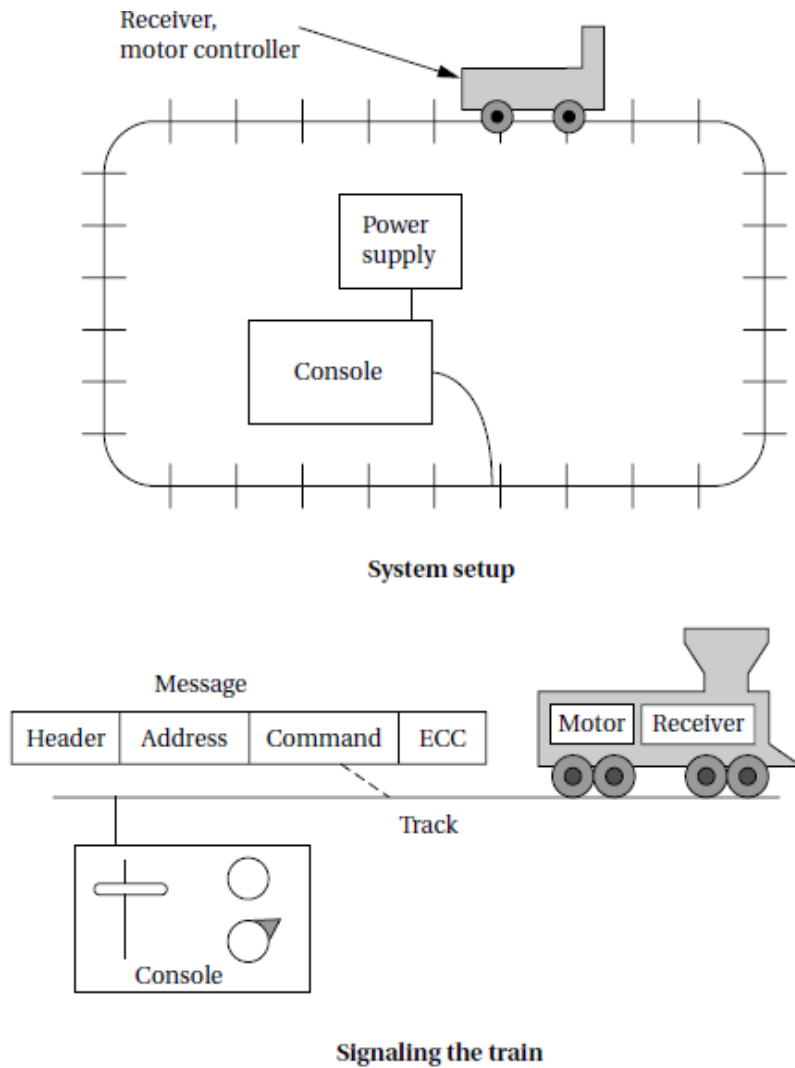 Receiver,
motor controller
Power
supply
Console
System setup
Message
Header Address Command ECC
Motor Receiver
Track
Console
Signaling the train